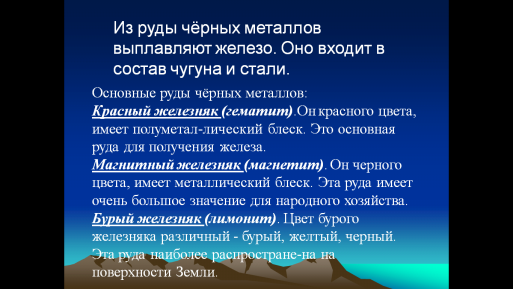 Из руды чёрных металлов
выплавляют железо. Оно входит в
состав чугуна и стали.
Основные руды чёрных металлов:
Красный железняк (гематит).Он красного цвета,
имеет полуметал-лический блеск. Это основная
руда для получения железа.
Магнитный железняк (магнетит). Он черного
цвета, имеет металлический блеск. Эта руда имеет
очень большое значение для народного хозяйства.
Бурый железняк (лимонит). Цвет бурого
железняка различный - бурый, желтый, черный.
Эта руда наиболее распростране-на на
поверхности Земли.